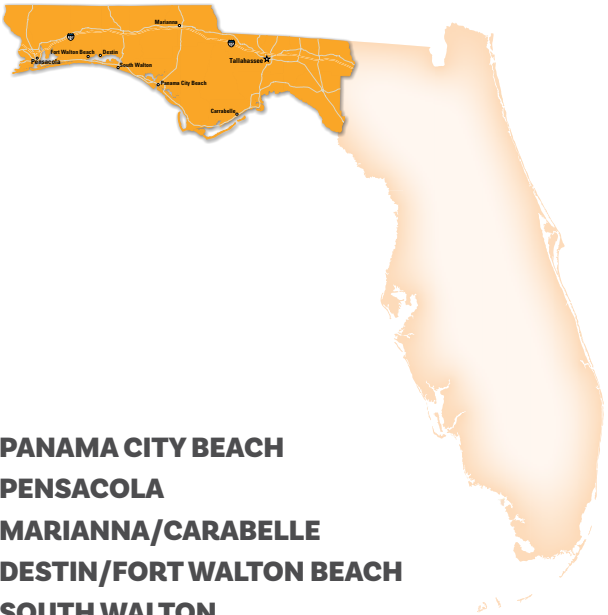 Marianna
Fort Walton Beach
Destin
Pensacola
South Walton
Tallahassee
Panama City Beach
Carrabelle
PANAMA CITY BEACH
PENSACOLA
MARIANNA/CARABELLE
DESTIN/FORT WALTON BEACH
SOUTH WALTON